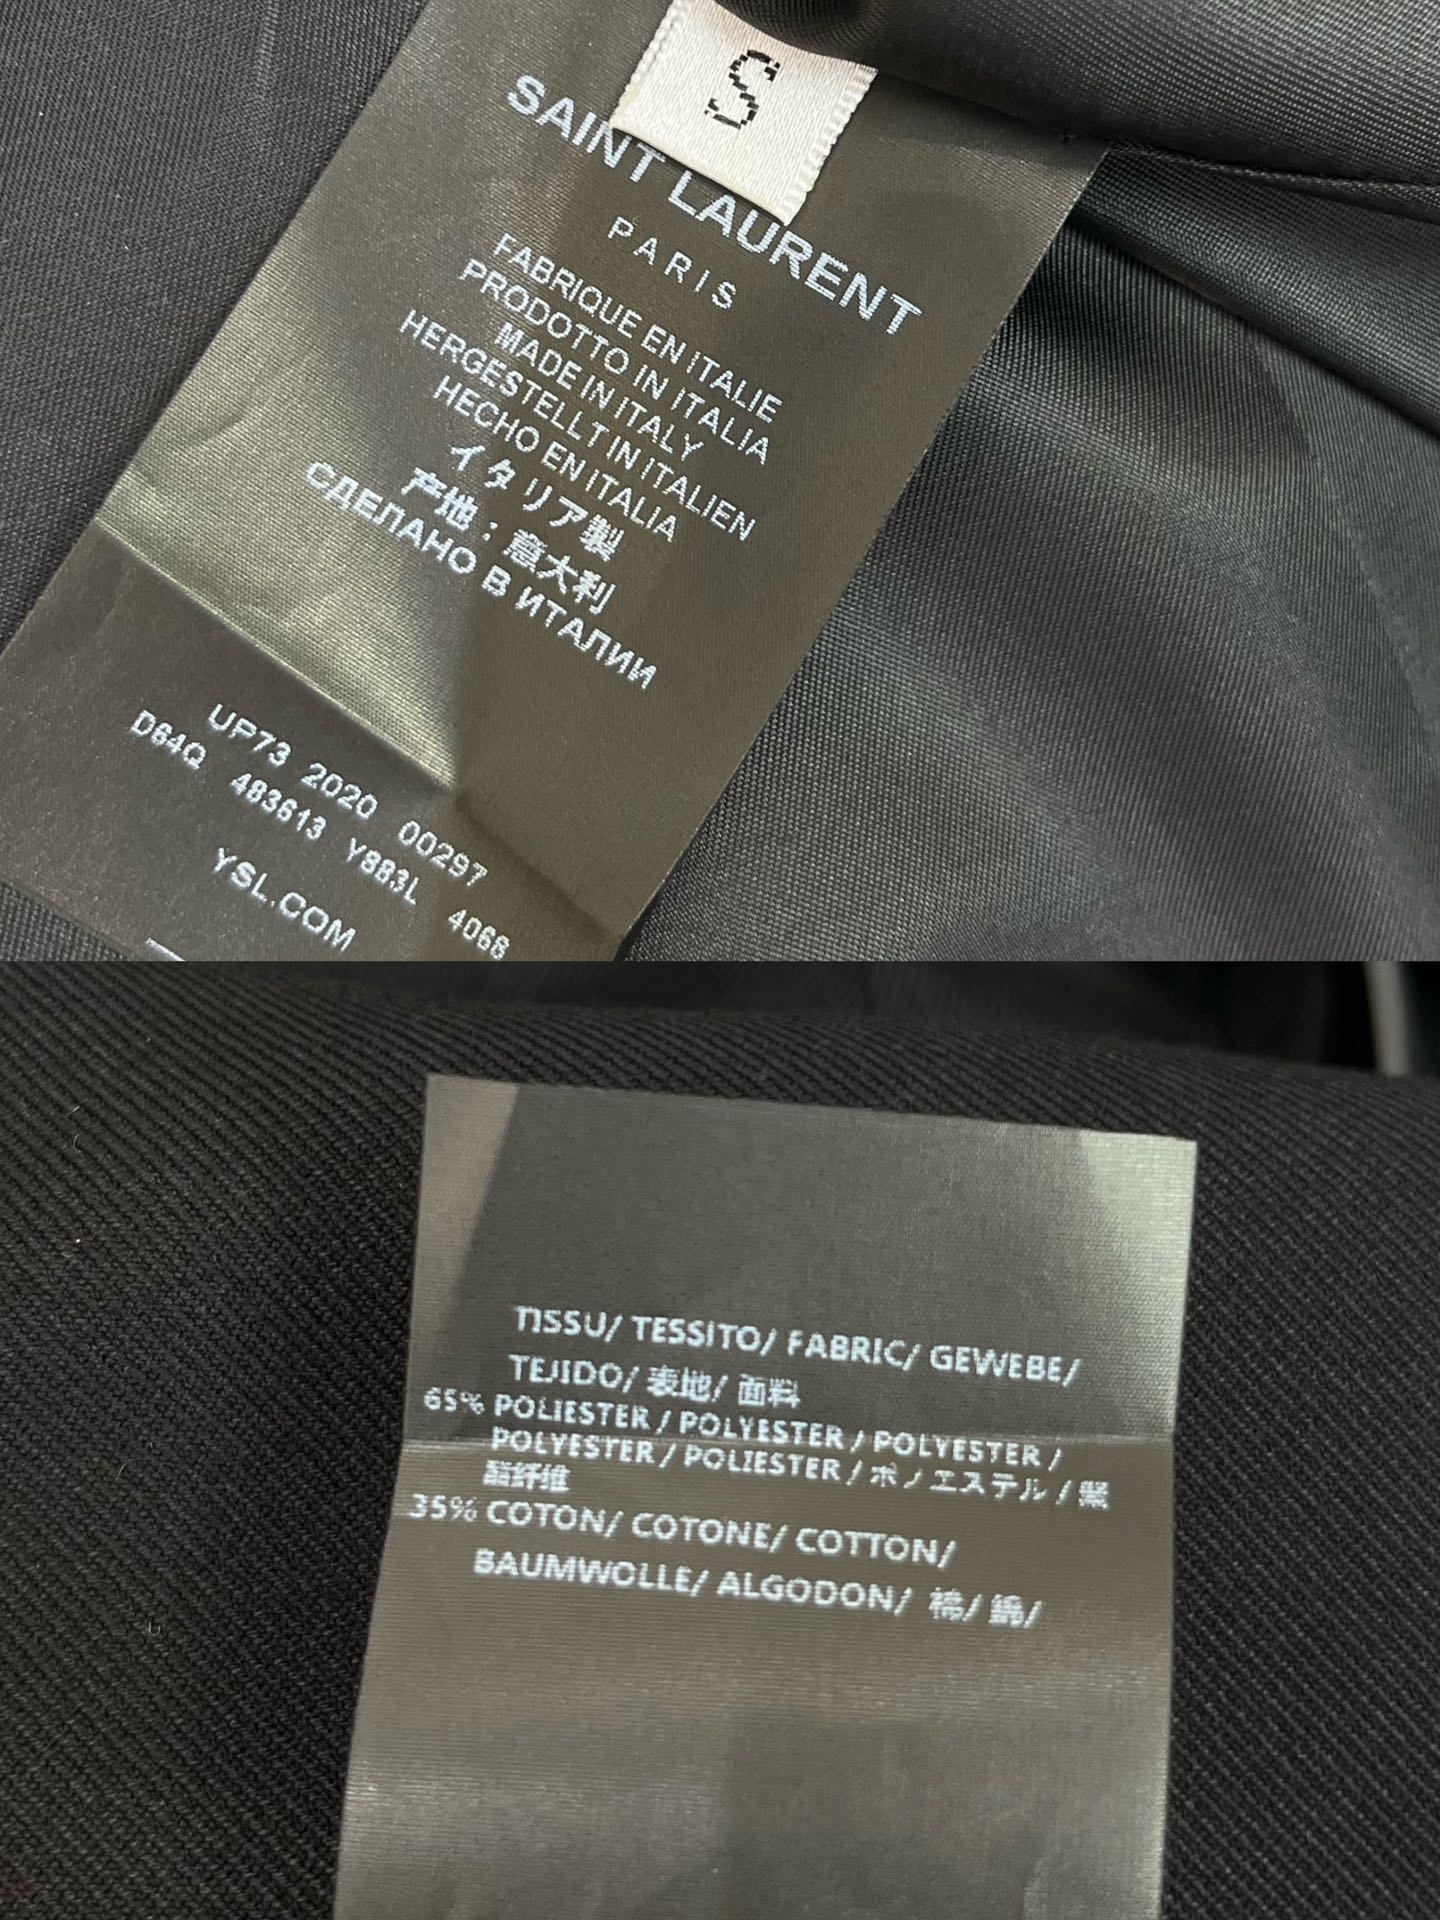 S
SAINT LAURENT
PARIS
FABRIQUE EN ITALIE
PRODOTTO IN ITALIA
MADE IN ITALY
HERGESTELLT IN ITALIEN
HECHO EN ITALIA
イタリア製
产地:意大利
СДЕЛАНО В ИТАЛИИ
UP73 2020 00297
D64Q 483613 Y883L 4068
YSL.COM
TISSU/ TESSITO/ FABRIC/ GEWEBE/
TEJIDO/ 表地/ 面料
65% POLIESTER / POLYESTER / POLYESTER /
POLYESTER / POLIESTER / ポノエステル / 聚
酯纤维
35% COTON/ COTONE/ COTTON/
BAUMWOLLE/ ALGODON/ 棉/ 綿/